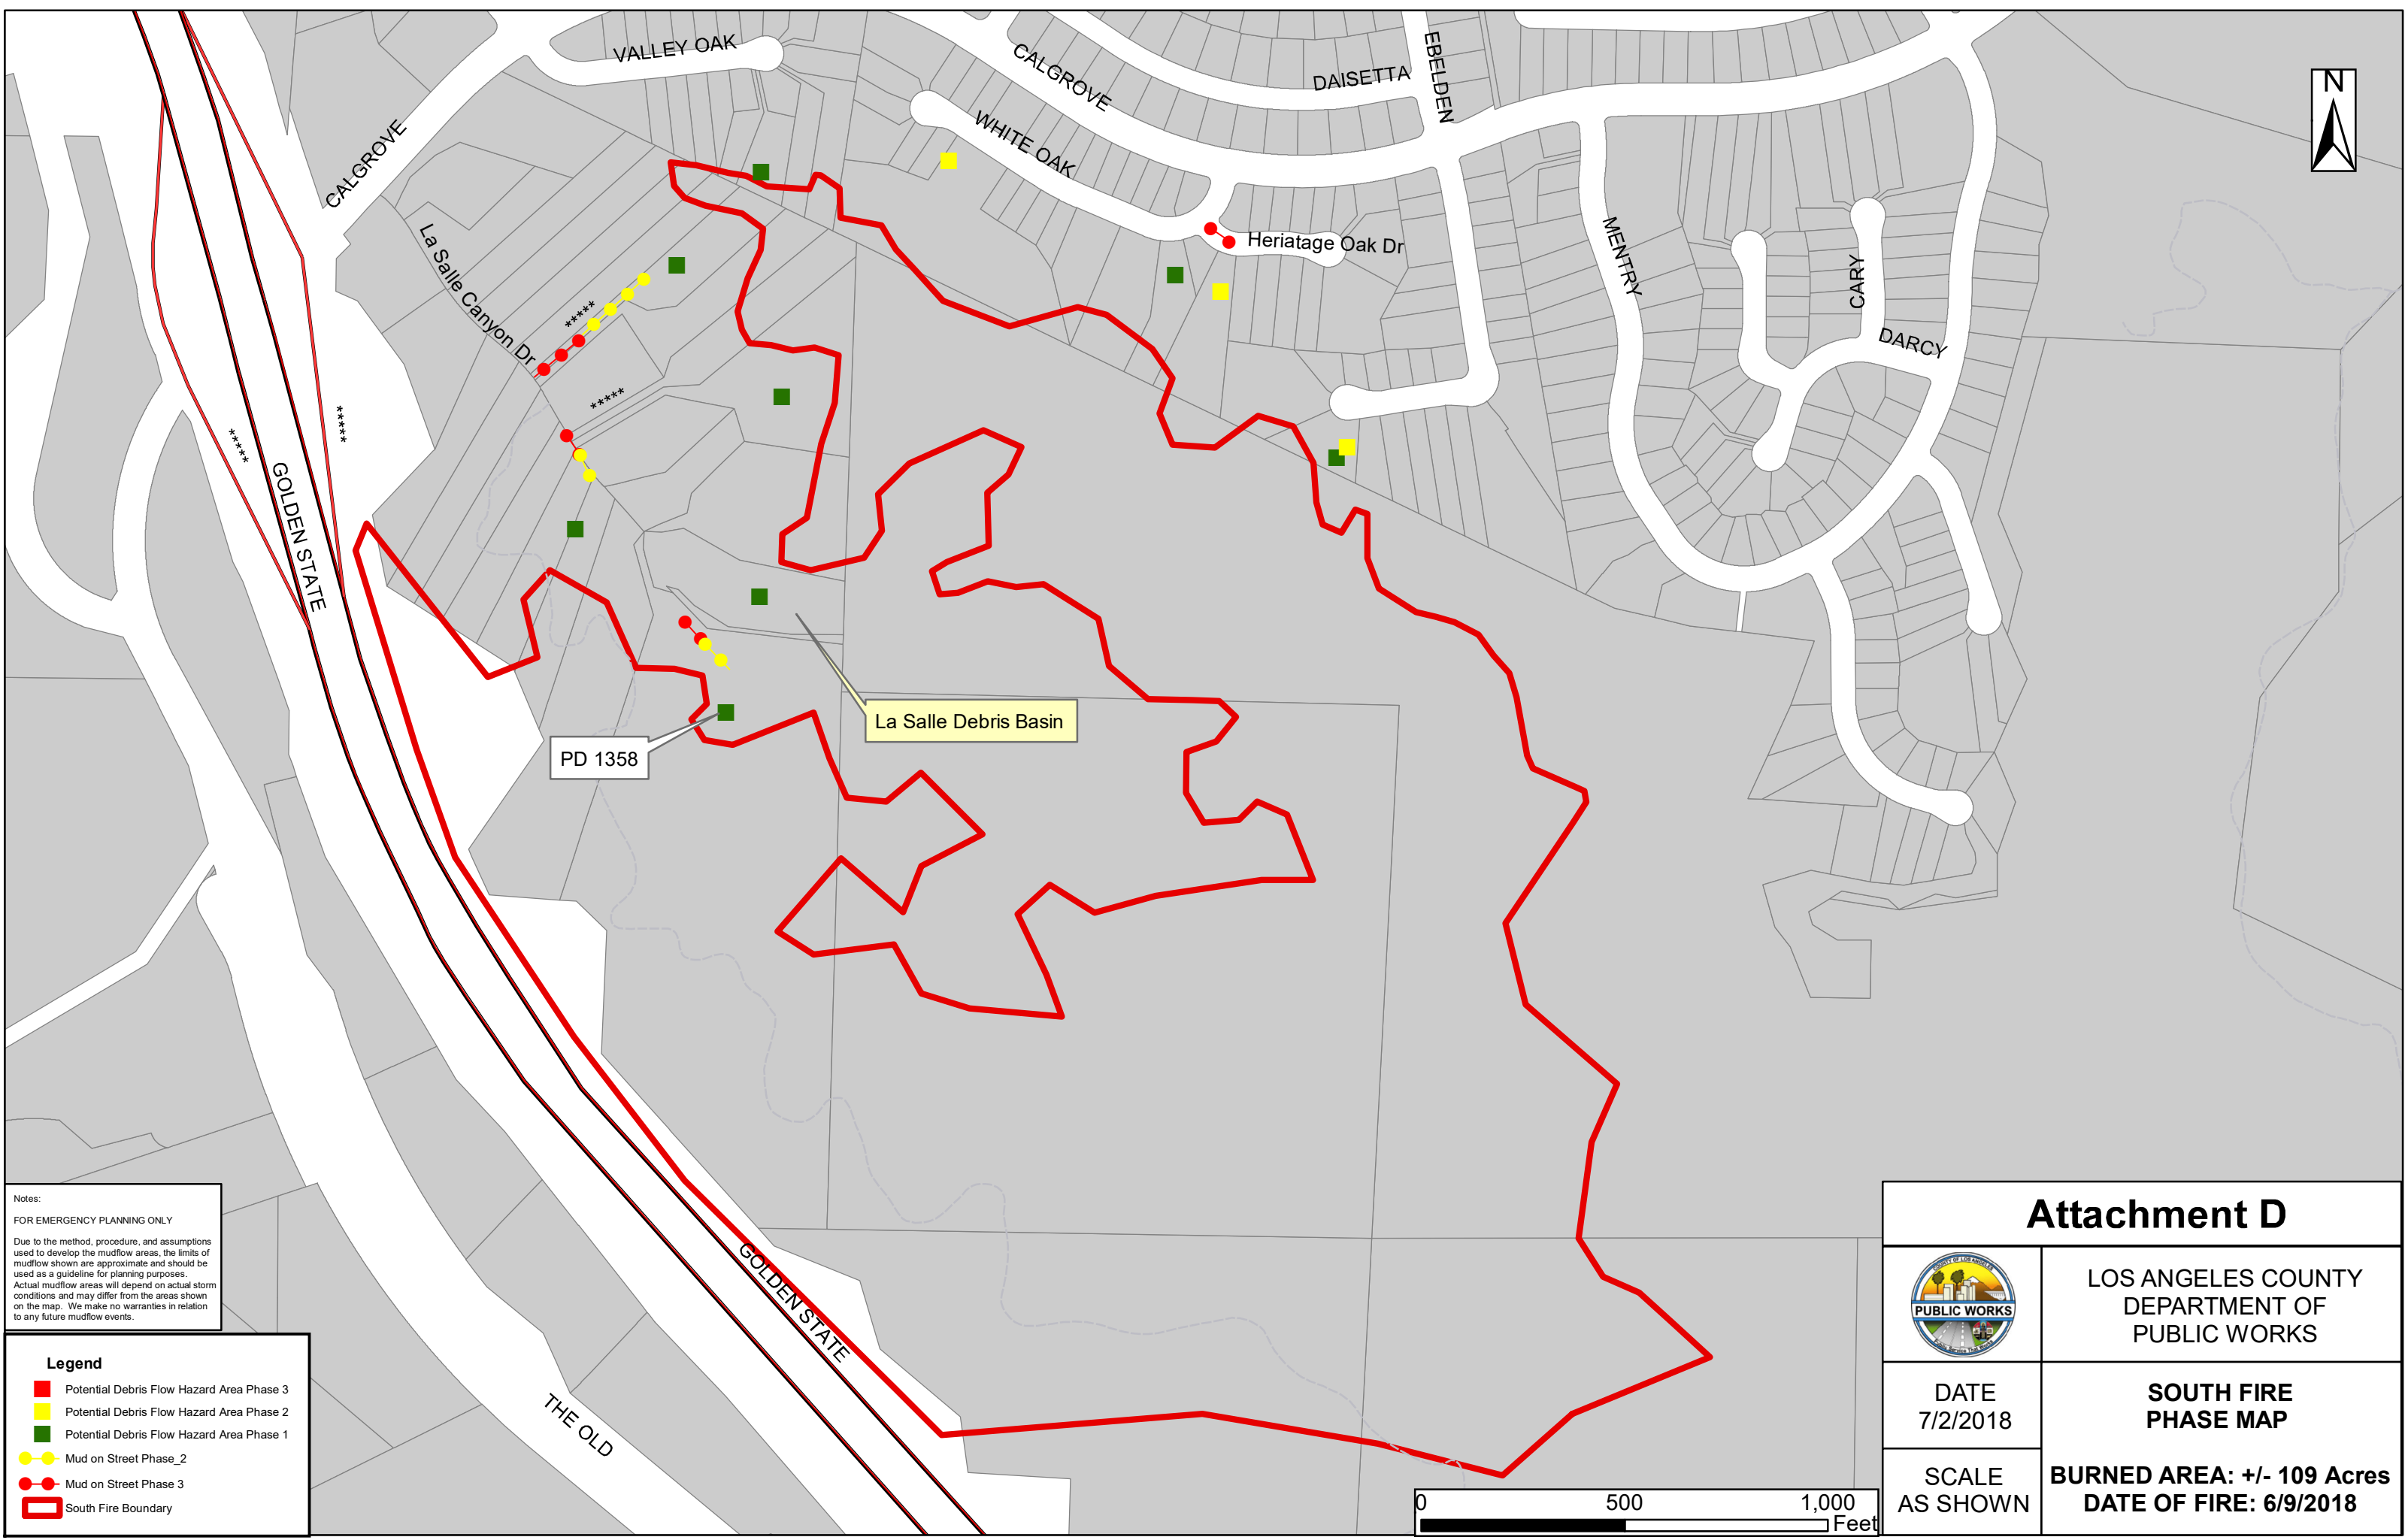 VALLEY OAK
CALGROVE
DAISETTA
EBELDEN
N
WHITE OAK
CALGROVE
La Salle Canyon Dr
Heriatage Oak Dr
MENTRY
CARY
DARCY
*****
*****
*****
*****
GOLDEN STATE
La Salle Debris Basin
PD 1358
GOLDEN STATE
THE OLD
Notes:
FOR EMERGENCY PLANNING ONLY
Due to the method, procedure, and assumptions
used to develop the mudflow areas, the limits of
mudflow shown are approximate and should be
used as a guideline for planning purposes.
Actual mudflow areas will depend on actual storm
conditions and may differ from the areas shown
on the map. We make no warranties in relation
to any future mudflow events.
Legend
Potential Debris Flow Hazard Area Phase 3
Potential Debris Flow Hazard Area Phase 2
Potential Debris Flow Hazard Area Phase 1
Mud on Street Phase_2
Mud on Street Phase 3
South Fire Boundary
0 500 1,000
Feet
Attachment D
COUNTY OF LOS ANGELES
PUBLIC WORKS
LOS ANGELES COUNTY
DEPARTMENT OF
PUBLIC WORKS
DATE
7/2/2018
SOUTH FIRE
PHASE MAP
SCALE
AS SHOWN
BURNED AREA: +/- 109 Acres
DATE OF FIRE: 6/9/2018